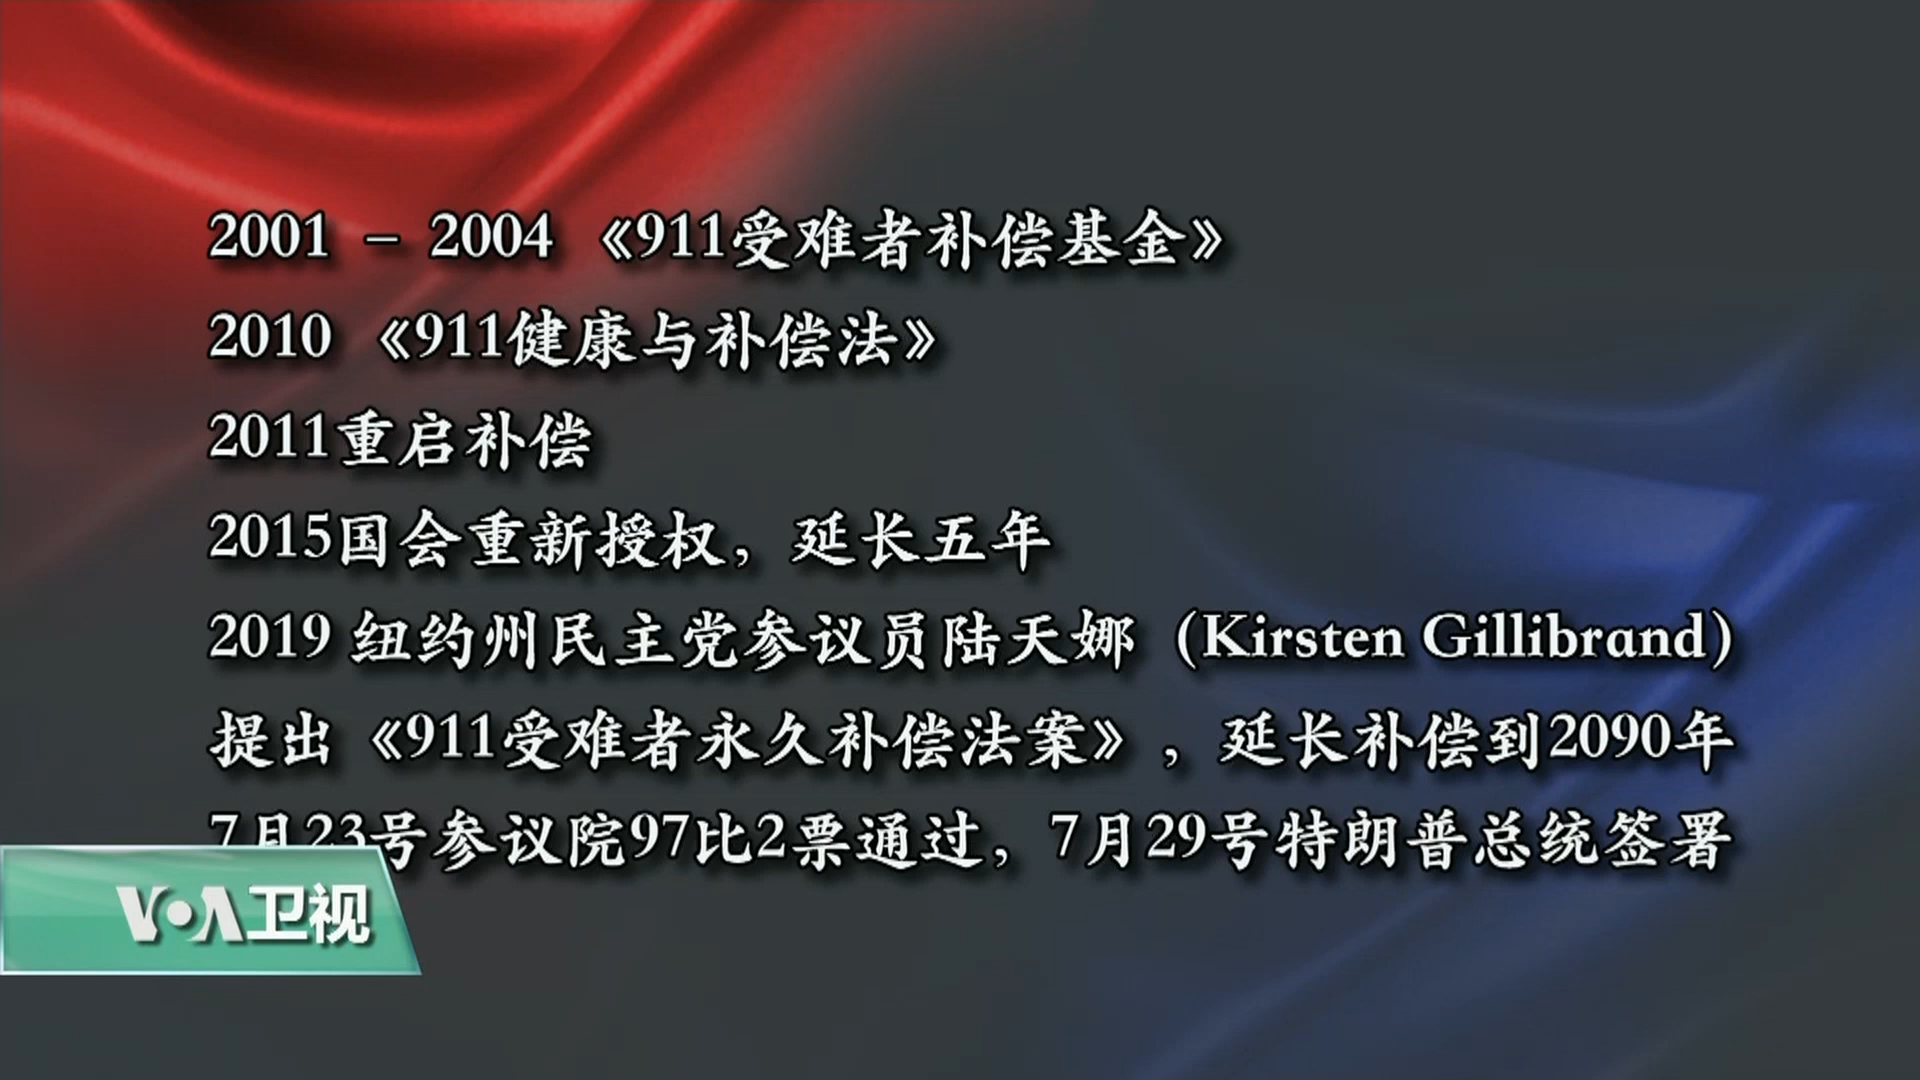 2001 – 2004 《911受难者补偿基金》
2010 《911健康与补偿法》
2011重启补偿
2015国会重新授权，延长五年
2019 纽约州民主党参议员陆天娜（Kirsten Gillibrand）
提出《911受难者永久补偿法案》，延长补偿到2090年
7月23号参议院97比2票通过，7月29号特朗普总统签署
VOA卫视